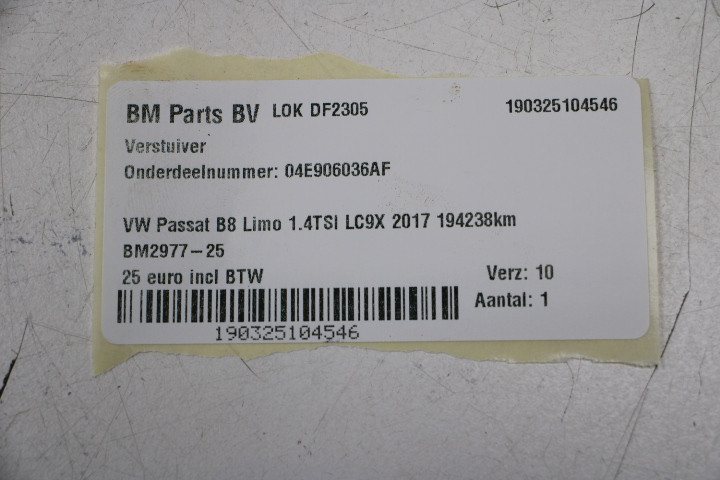 BM Parts BV LOK DF2305 190325104546
Verstuiver
Onderdeelnummer: 04E906036AF
VW Passat B8 Limo 1.4TSI LC9X 2017 194238km
BM2977-25
25 euro incl BTW Verz: 10
Aantal: 1
190325104546